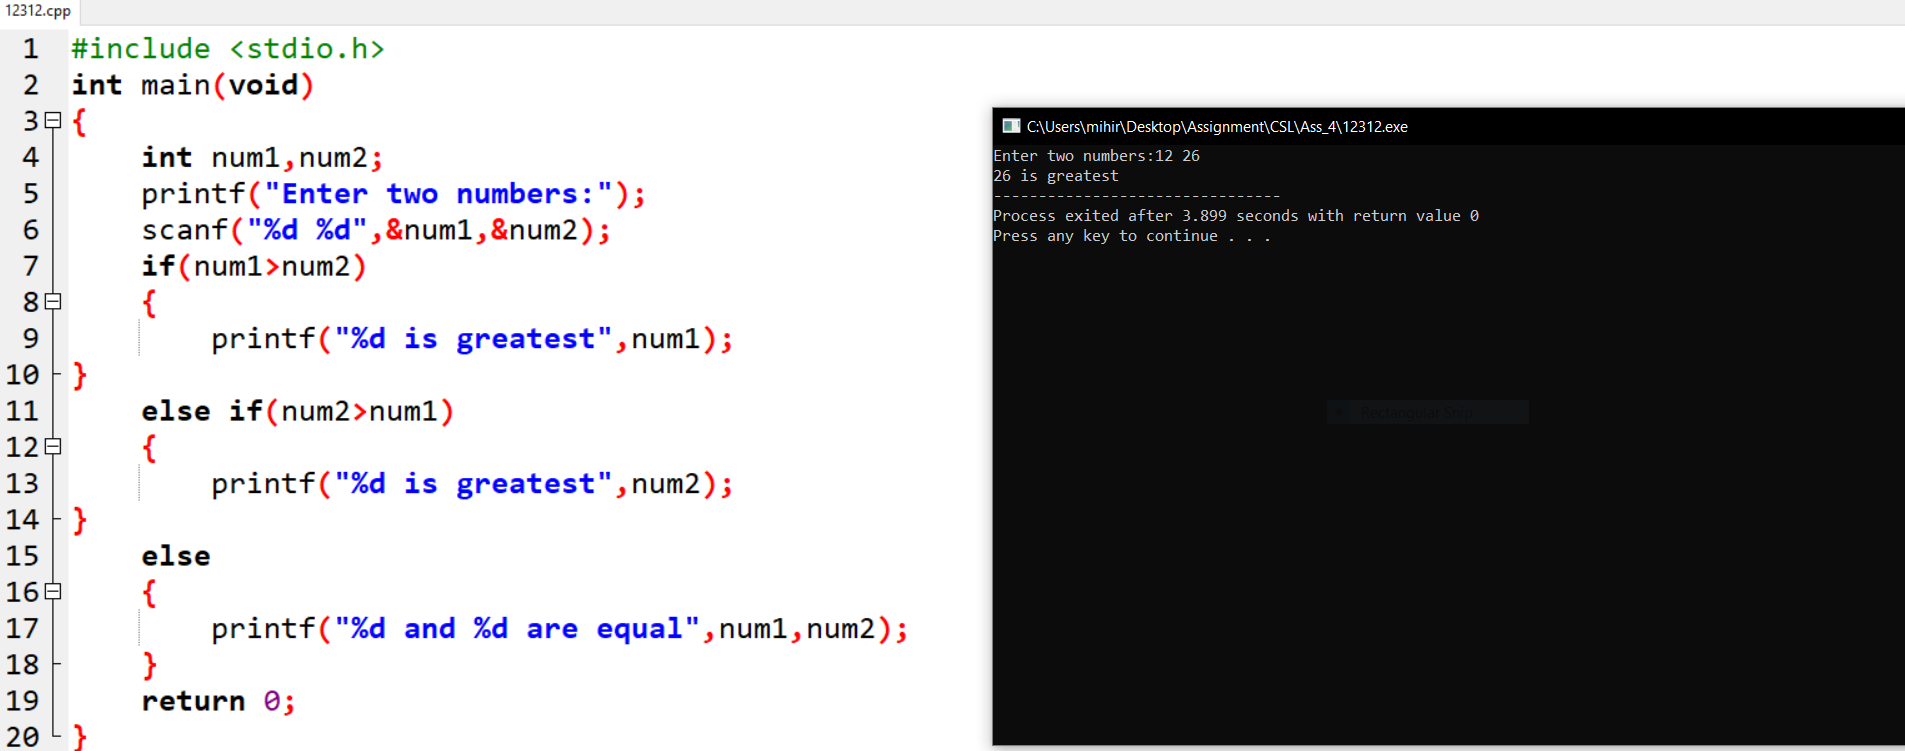 12312.cpp
1 #include <stdio.h>
2 int main(void)
3 {
4 int num1,num2;
5 printf("Enter two numbers:");
6 scanf("%d %d",&num1,&num2);
7 if(num1>num2)
8 {
9 printf("%d is greatest",num1);
10 }
11 else if(num2>num1)
12 {
13 printf("%d is greatest",num2);
14 }
15 else
16 {
17 printf("%d and %d are equal",num1,num2);
18 }
19 return 0;
20 }
C:\Users\mihir\Desktop\Assignment\CSL\Ass_4\12312.exe
Enter two numbers:12 26
26 is greatest
--------------------------------
Process exited after 3.899 seconds with return value 0
Press any key to continue . . .
Rectangular Snip